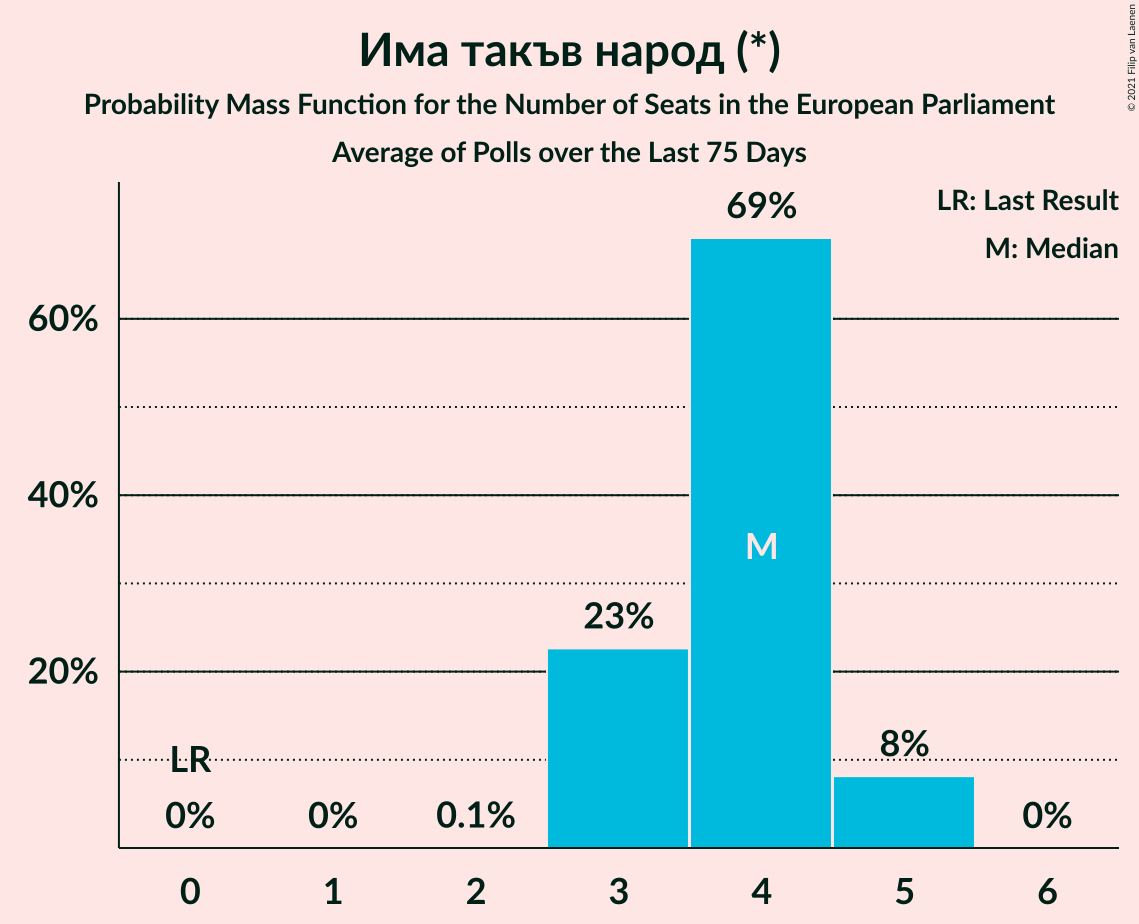 Има такъв народ (*)
Probability Mass Function for the Number of Seats in the European Parliament
Average of Polls over the Last 75 Days
© 2021 Filip van Laenen
LR: Last Result
M: Median
69%
60%
40%
M
23%
20%
8%
LR
0%
0%
0.1%
0%
0 1 2 3 4 5 6